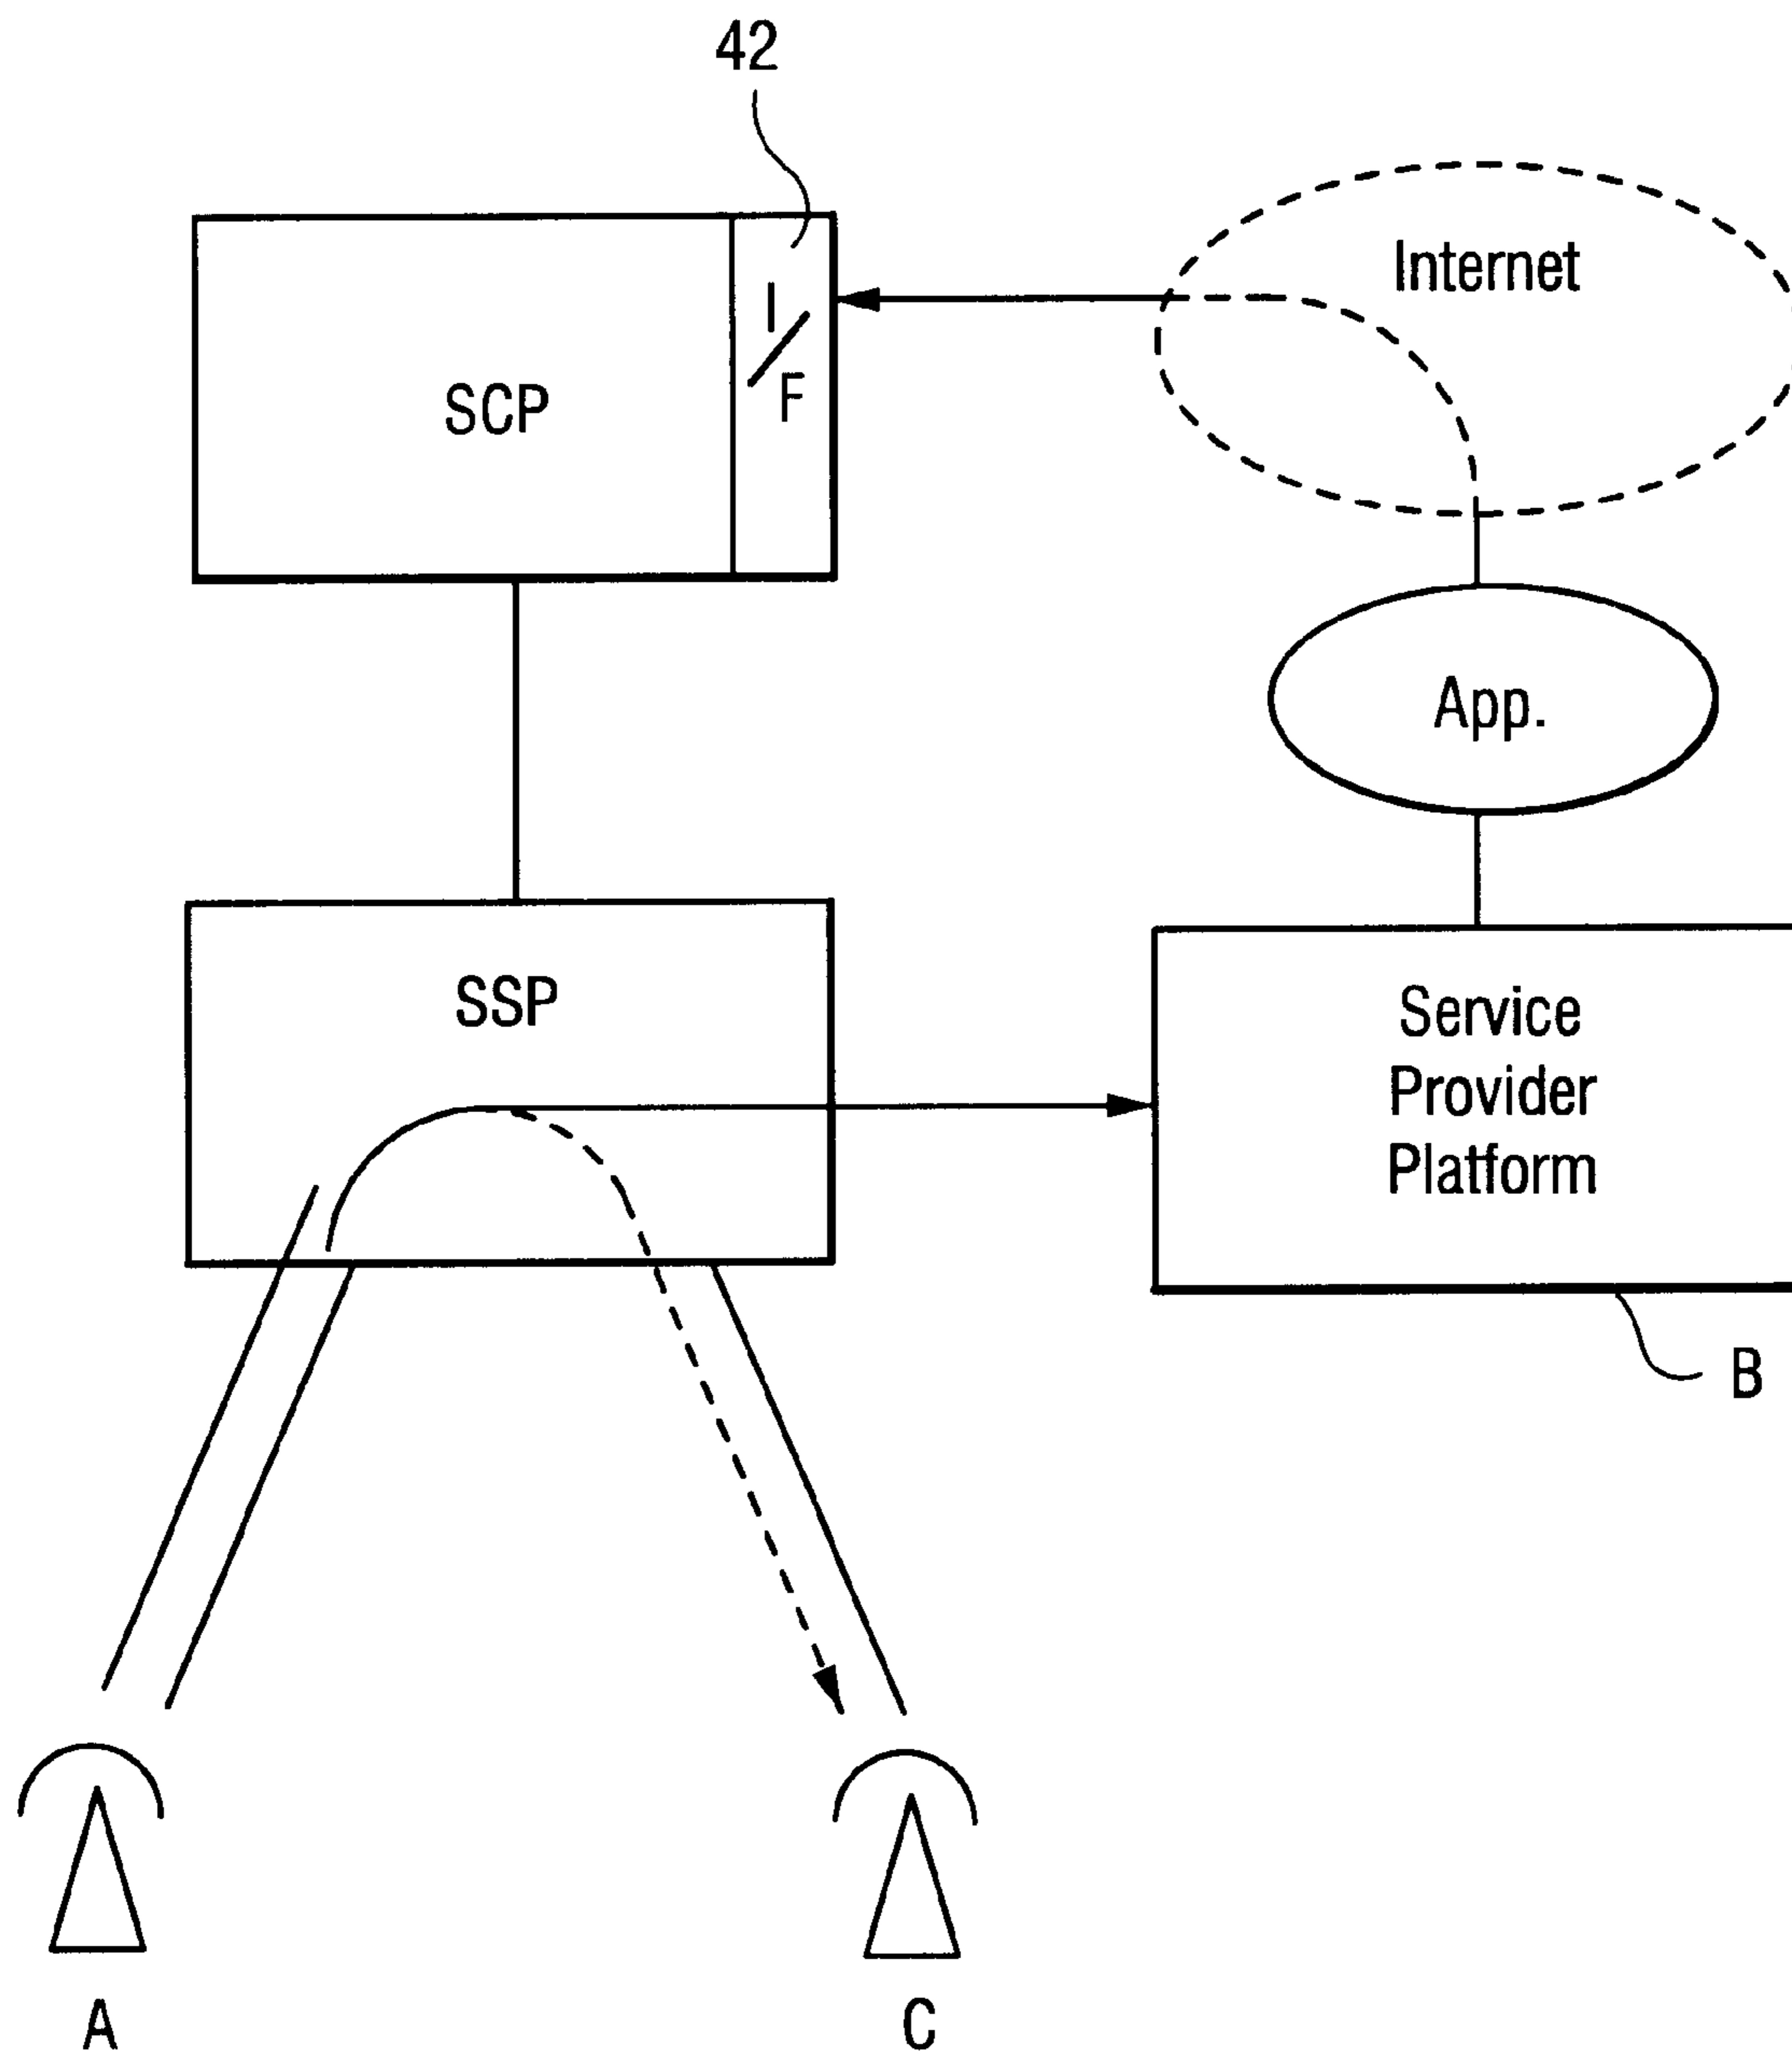 42
Internet
I/F
SCP
App.
SSP
Service
Provider
Platform
B
A
C